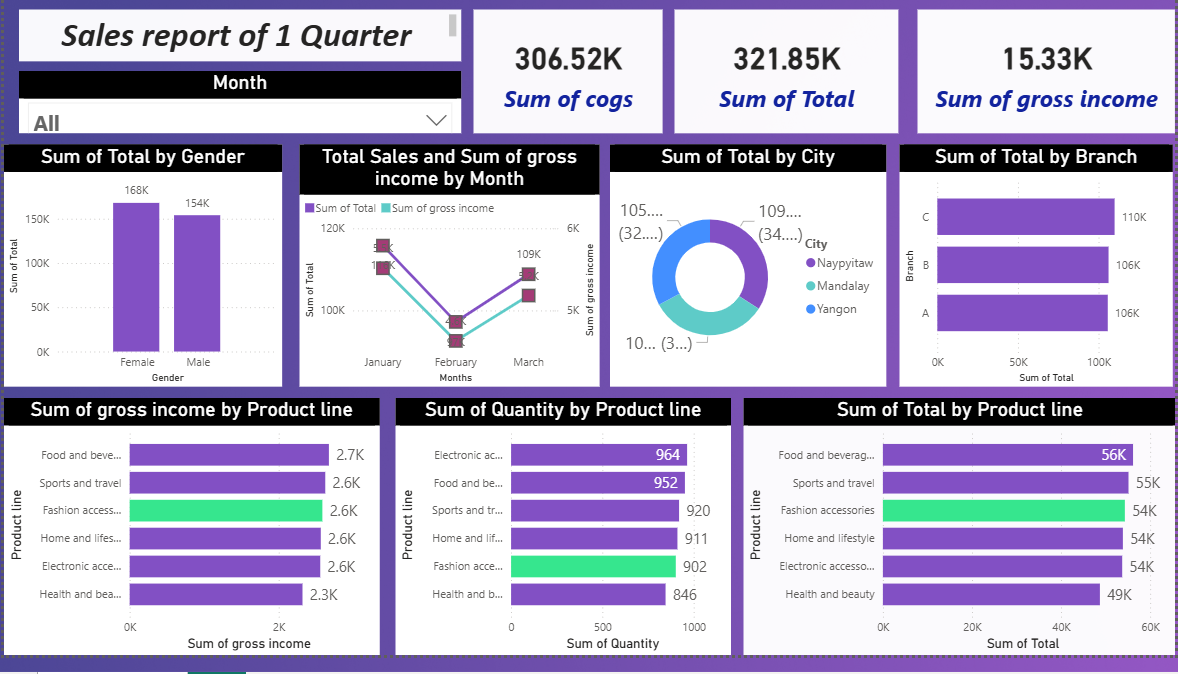 Sales report of 1 Quarter
Month
All
306.52K
Sum of cogs
321.85K
Sum of Total
15.33K
Sum of gross income
Sum of Total by Gender
168K
154K
150K
100K
50K
0K
Sum of Total
Female
Male
Gender
Total Sales and Sum of gross
income by Month
Sum of Total
Sum of gross income
120K
6K
109K
100K
5K
Sum of Total
Sum of gross income
January
February
March
Months
Sum of Total by City
105....
(32....)
109....
(34....)
10... (3...)
City
Naypyitaw
Mandalay
Yangon
Sum of Total by Branch
Branch
C
110K
B
106K
A
106K
0K
50K
100K
Sum of Total
Sum of gross income by Product line
Product line
Food and beve...
2.7K
Sports and travel
2.6K
Fashion access...
2.6K
Home and lifes...
2.6K
Electronic acce...
2.6K
Health and bea...
2.3K
0K
2K
Sum of gross income
Sum of Quantity by Product line
Product line
Electronic ac...
964
Food and be...
952
Sports and tr...
920
Home and lif...
911
Fashion acce...
902
Health and b...
846
0
500
1000
Sum of Quantity
Sum of Total by Product line
Product line
Food and beverag...
56K
Sports and travel
55K
Fashion accessories
54K
Home and lifestyle
54K
Electronic accesso...
54K
Health and beauty
49K
0K
20K
40K
60K
Sum of Total